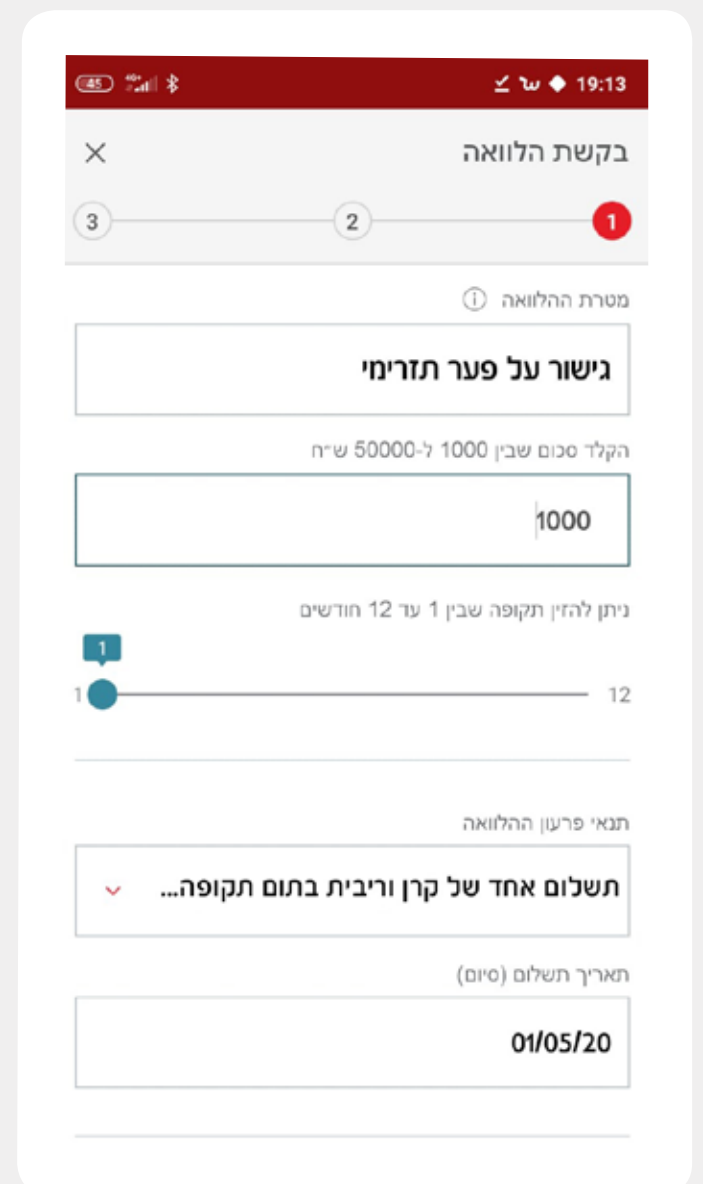 45 4G+ 19:13
בקשת הלוואה
1 2 3
מטרת ההלוואה
גישור על פער תזרימי
הקלד סכום שבין 1000 ל-50000 ש״ח
1000
ניתן להזין תקופה שבין 1 עד 12 חודשים
1
1 12
תנאי פרעון ההלוואה
תשלום אחד של קרן וריבית בתום תקופה...
תאריך תשלום (סיום)
01/05/20